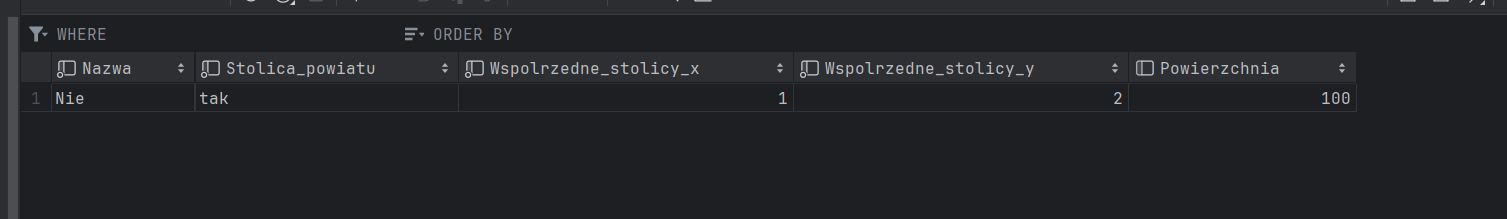 WHERE ORDER BY
Nazwa Stolica_powiatu Wspolrzedne_stolicy_x Wspolrzedne_stolicy_y Powierzchnia
1 Nie tak 1 2 100